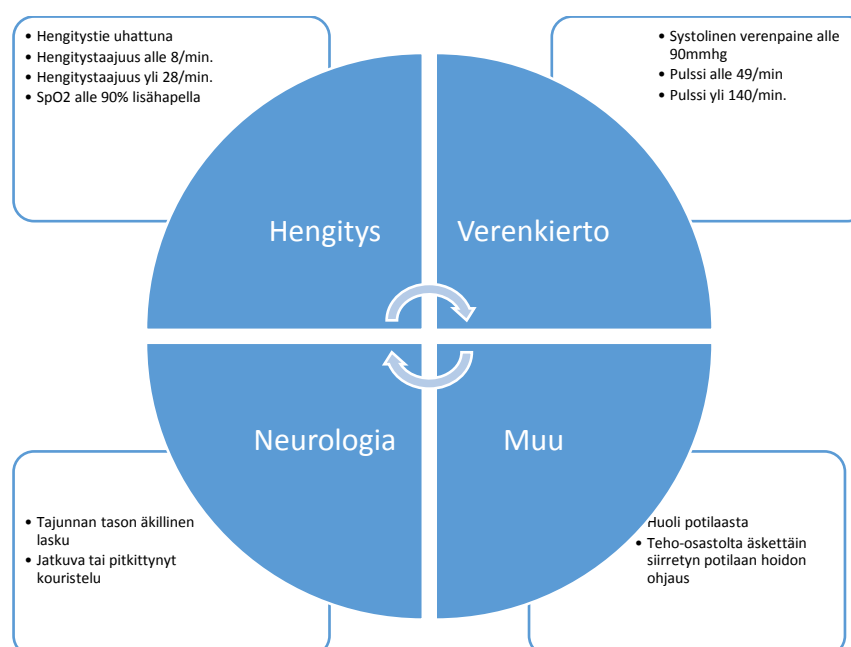 • Hengitystie uhattuna
• Hengitystaajuus alle 8/min.
• Hengitystaajuus yli 28/min.
• SpO2 alle 90% lisähapella
• Systolinen verenpaine alle
90mmhg
• Pulssi alle 49/min
• Pulssi yli 140/min.
Hengitys
Verenkierto
Neurologia
Muu
• Tajunnan tason äkillinen
lasku
• Jatkuva tai pitkittynyt
kouristelu
Huoli potilaasta
• Teho-osastolta äskettäin
siirretyn potilaan hoidon
ohjaus